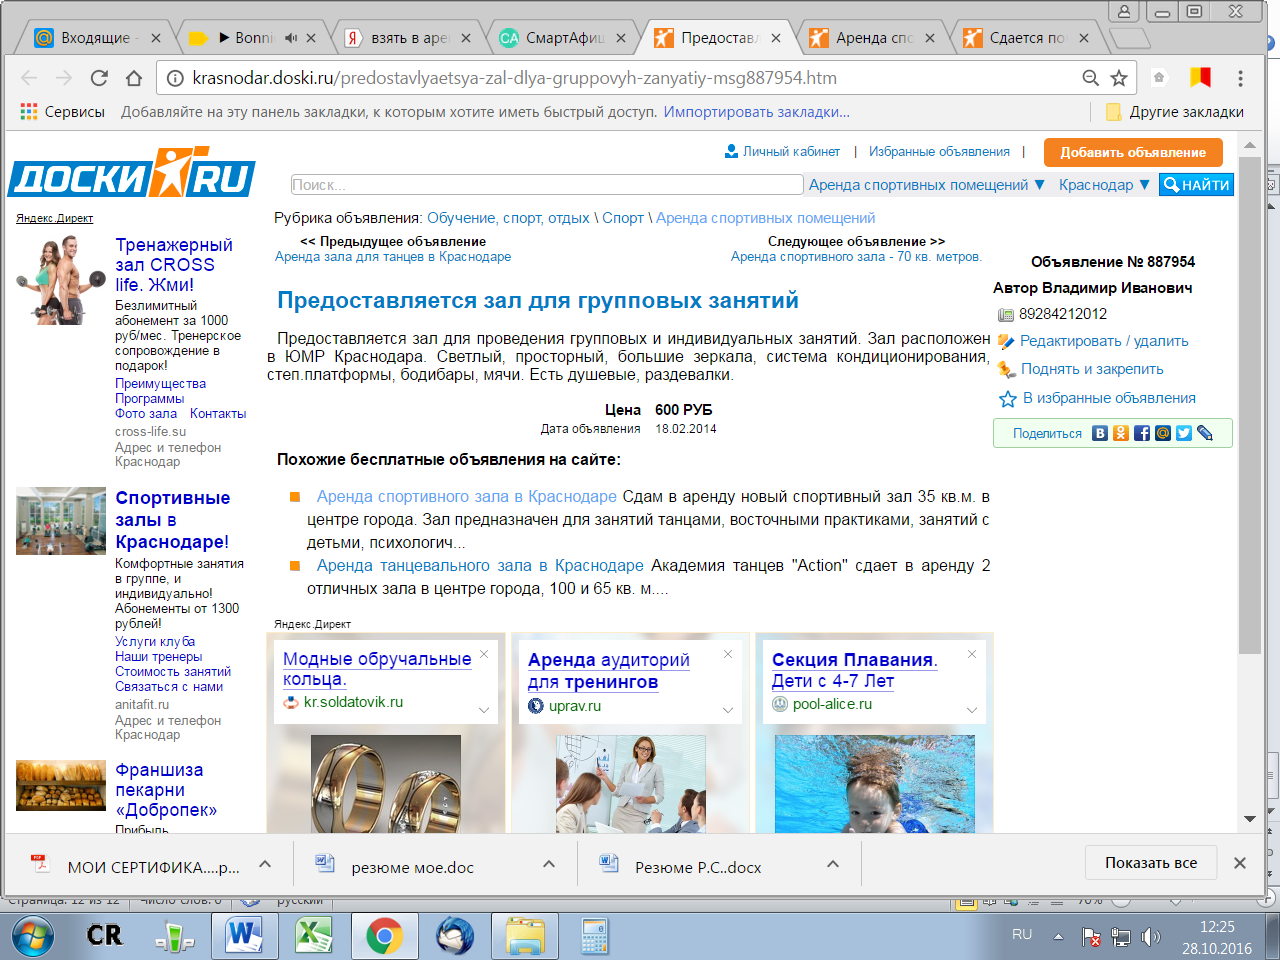 Входящие -
Bonni
взять в аре
СмартАфиш
Предоставл
Аренда спо
Сдается по
krasnodar.doski.ru/predostavlyaetsya-zal-dlya-gruppovyh-zanyatiy-msg887954.htm
Сервисы
Добавляйте на эту панель закладки, к которым хотите иметь быстрый доступ. Импортировать закладки...
Другие закладки
ДОСКИ RU
Личный кабинет | Избранные объявления |
Добавить объявление
Поиск...
Аренда спортивных помещений ▼
Краснодар ▼
НАЙТИ
Яндекс.Директ
Тренажерный
зал CROSS
life. Жми!
Безлимитный
абонемент за 1000
руб/мес. Тренерское
сопровождение в
подарок!
Преимущества
Программы
Фото зала Контакты
cross-life.su
Адрес и телефон
Краснодар
Спортивные
залы в
Краснодаре!
Комфортные занятия
в группе, и
индивидуально!
Абонементы от 1300
рублей!
Услуги клуба
Наши тренеры
Стоимость занятий
Связаться с нами
anitafit.ru
Адрес и телефон
Краснодар
Франшиза
пекарни
«Добропек»
Прибыль
Рубрика объявления: Обучение, спорт, отдых \ Спорт \ Аренда спортивных помещений
<< Предыдущее объявление
Аренда зала для танцев в Краснодаре
Следующее объявление >>
Аренда спортивного зала - 70 кв. метров.
Предоставляется зал для групповых занятий
Предоставляется зал для проведения групповых и индивидуальных занятий. Зал расположен
в ЮМР Краснодара. Светлый, просторный, большие зеркала, система кондиционирования,
степ.платформы, бодибары, мячи. Есть душевые, раздевалки.
Цена 600 РУБ
Дата объявления 18.02.2014
Похожие бесплатные объявления на сайте:
Аренда спортивного зала в Краснодаре Сдам в аренду новый спортивный зал 35 кв.м. в
центре города. Зал предназначен для занятий танцами, восточными практиками, занятий с
детьми, психологич...
Аренда танцевального зала в Краснодаре Академия танцев "Action" сдает в аренду 2
отличных зала в центре города, 100 и 65 кв. м....
Объявление № 887954
Автор Владимир Иванович
89284212012
Редактировать / удалить
Поднять и закрепить
В избранные объявления
Поделиться
Яндекс.Директ
Модные обручальные
кольца.
kr.soldatovik.ru
Аренда аудиторий
для тренингов
uprav.ru
Секция Плавания.
Дети с 4-7 Лет
pool-alice.ru
МОИ СЕРТИФИКА....p...
резюме мое.doc
Резюме Р.С..docx
Показать все
Страница: 12 из 12
Число слов: 0
русский
70%
CR
RU
12:25
28.10.2016